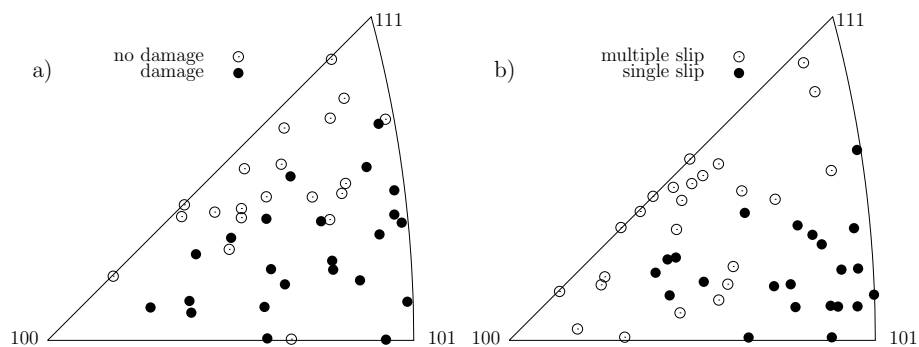 111
111
no damage
multiple slip
a)
damage
b)
single slip
100
101
100
101